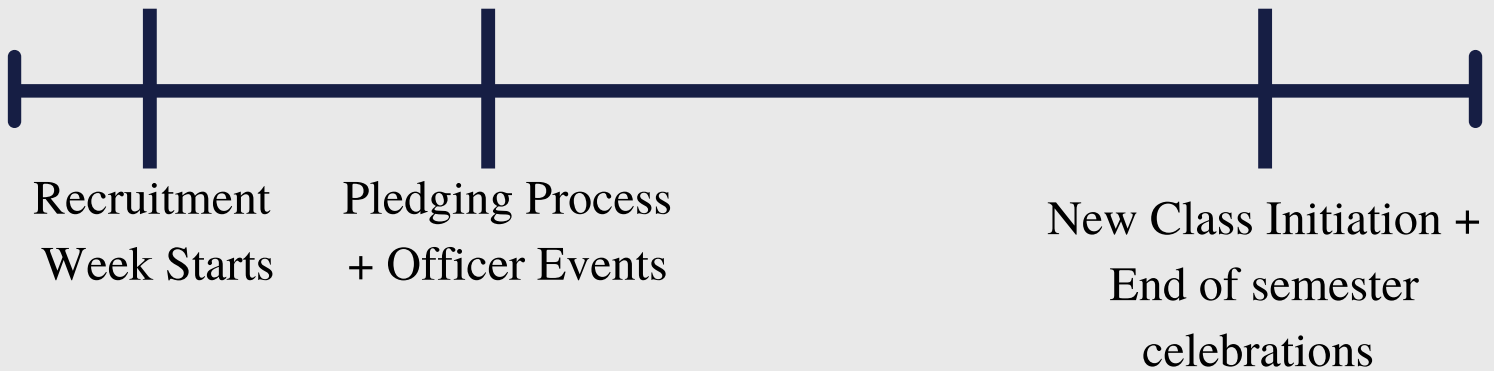 Recruitment
Week Starts
Pledging Process
+ Officer Events
New Class Initiation +
End of semester
celebrations